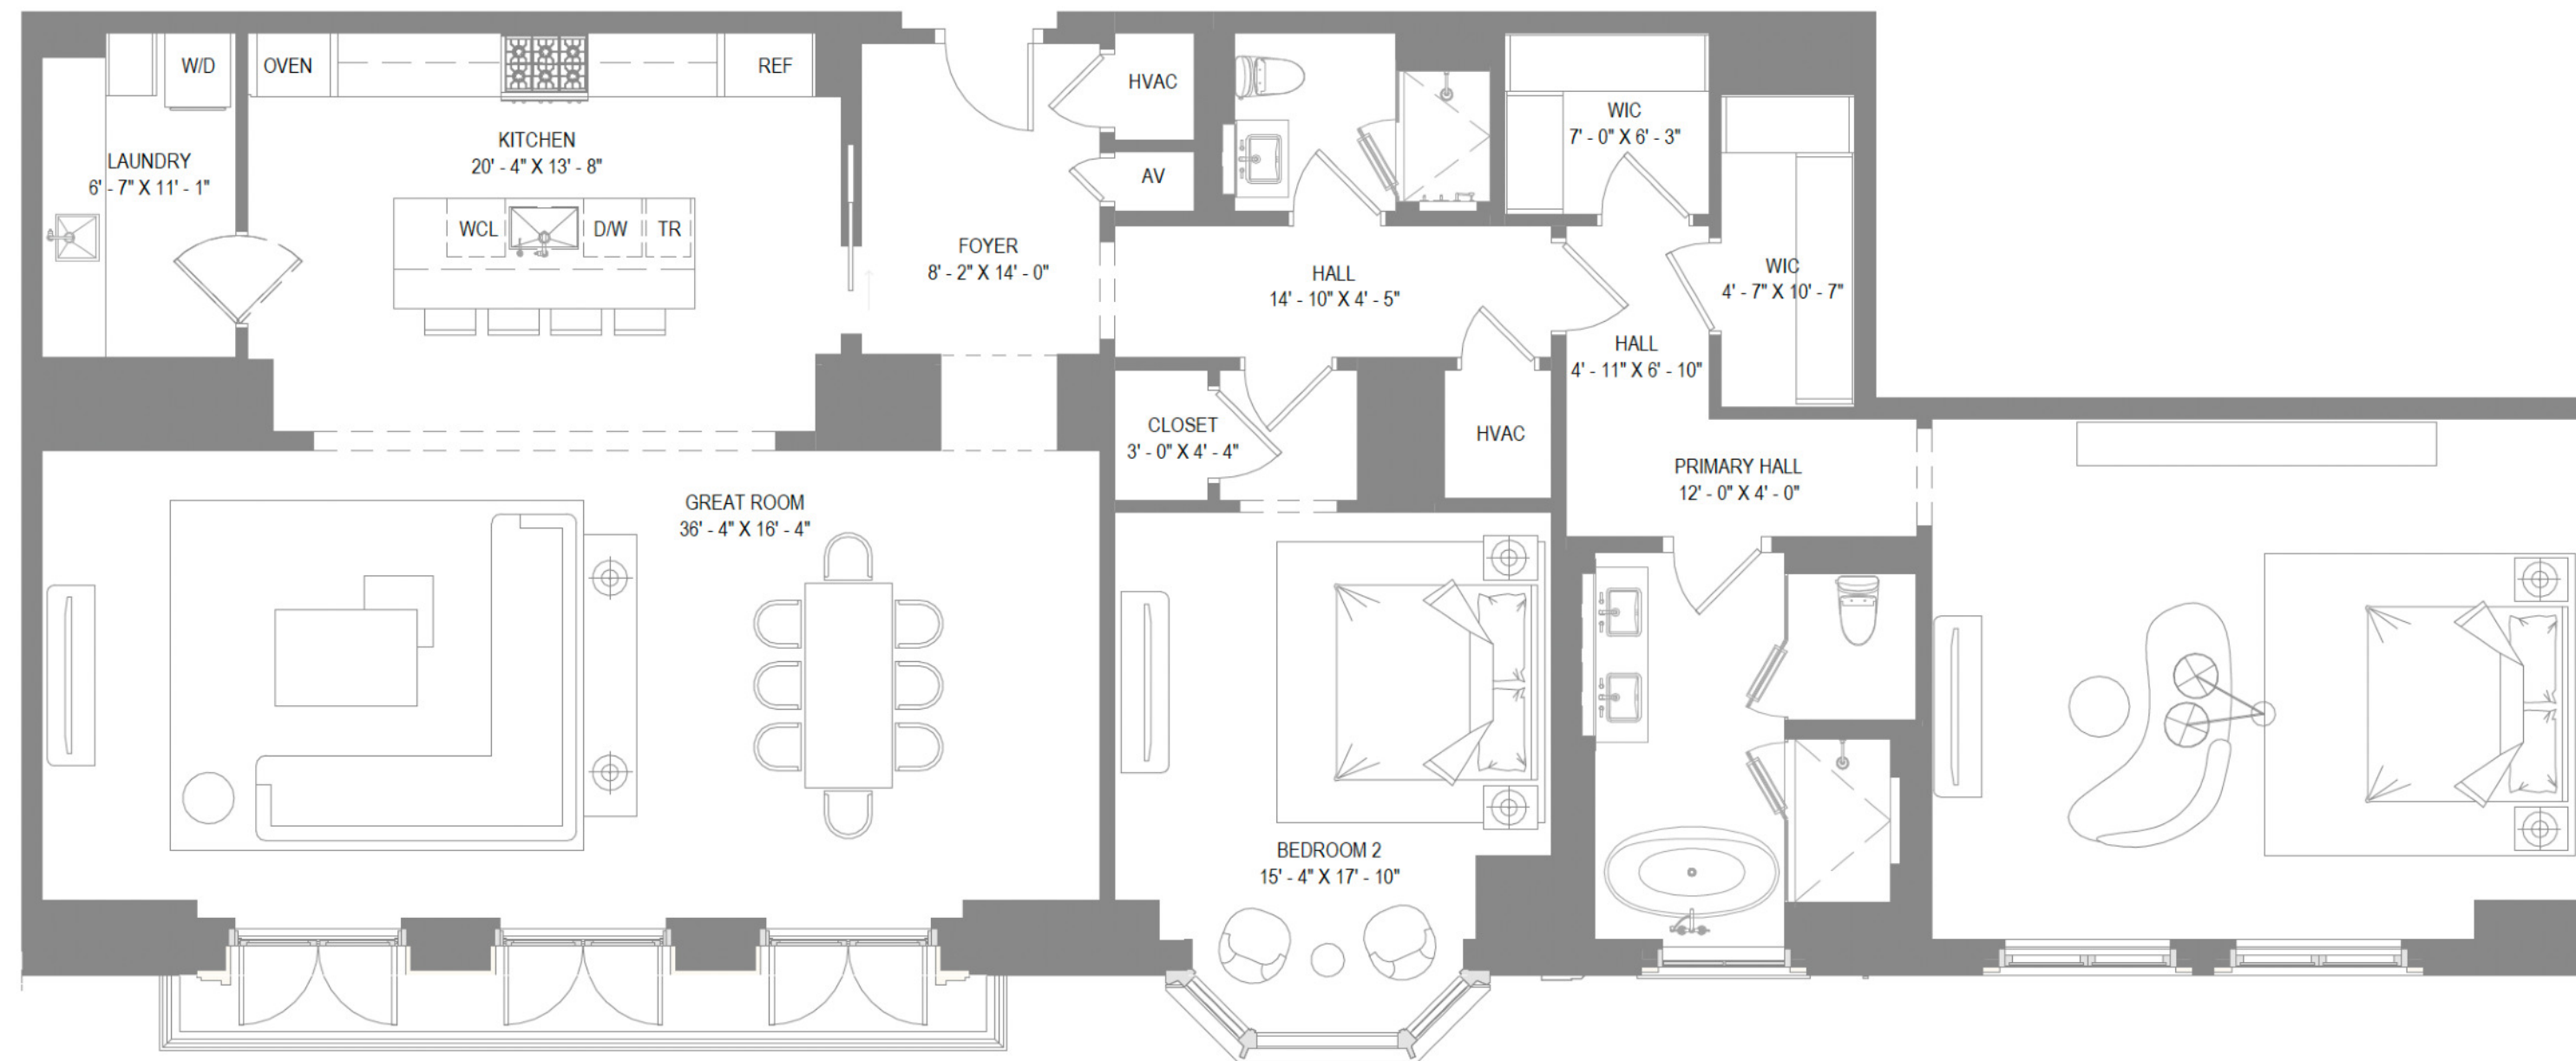 W/D
OVEN
REF
HVAC
KITCHEN
20' - 4" X 13' - 8"
LAUNDRY
6' - 7" X 11' - 1"
AV
WIC
7' - 0" X 6' - 3"
WCL
D/W
TR
FOYER
8' - 2" X 14' - 0"
HALL
14' - 10" X 4' - 5"
WIC
4' - 7" X 10' - 7"
HALL
4' - 11" X 6' - 10"
CLOSET
3' - 0" X 4' - 4"
HVAC
PRIMARY HALL
12' - 0" X 4' - 0"
GREAT ROOM
36' - 4" X 16' - 4"
BEDROOM 2
15' - 4" X 17' - 10"